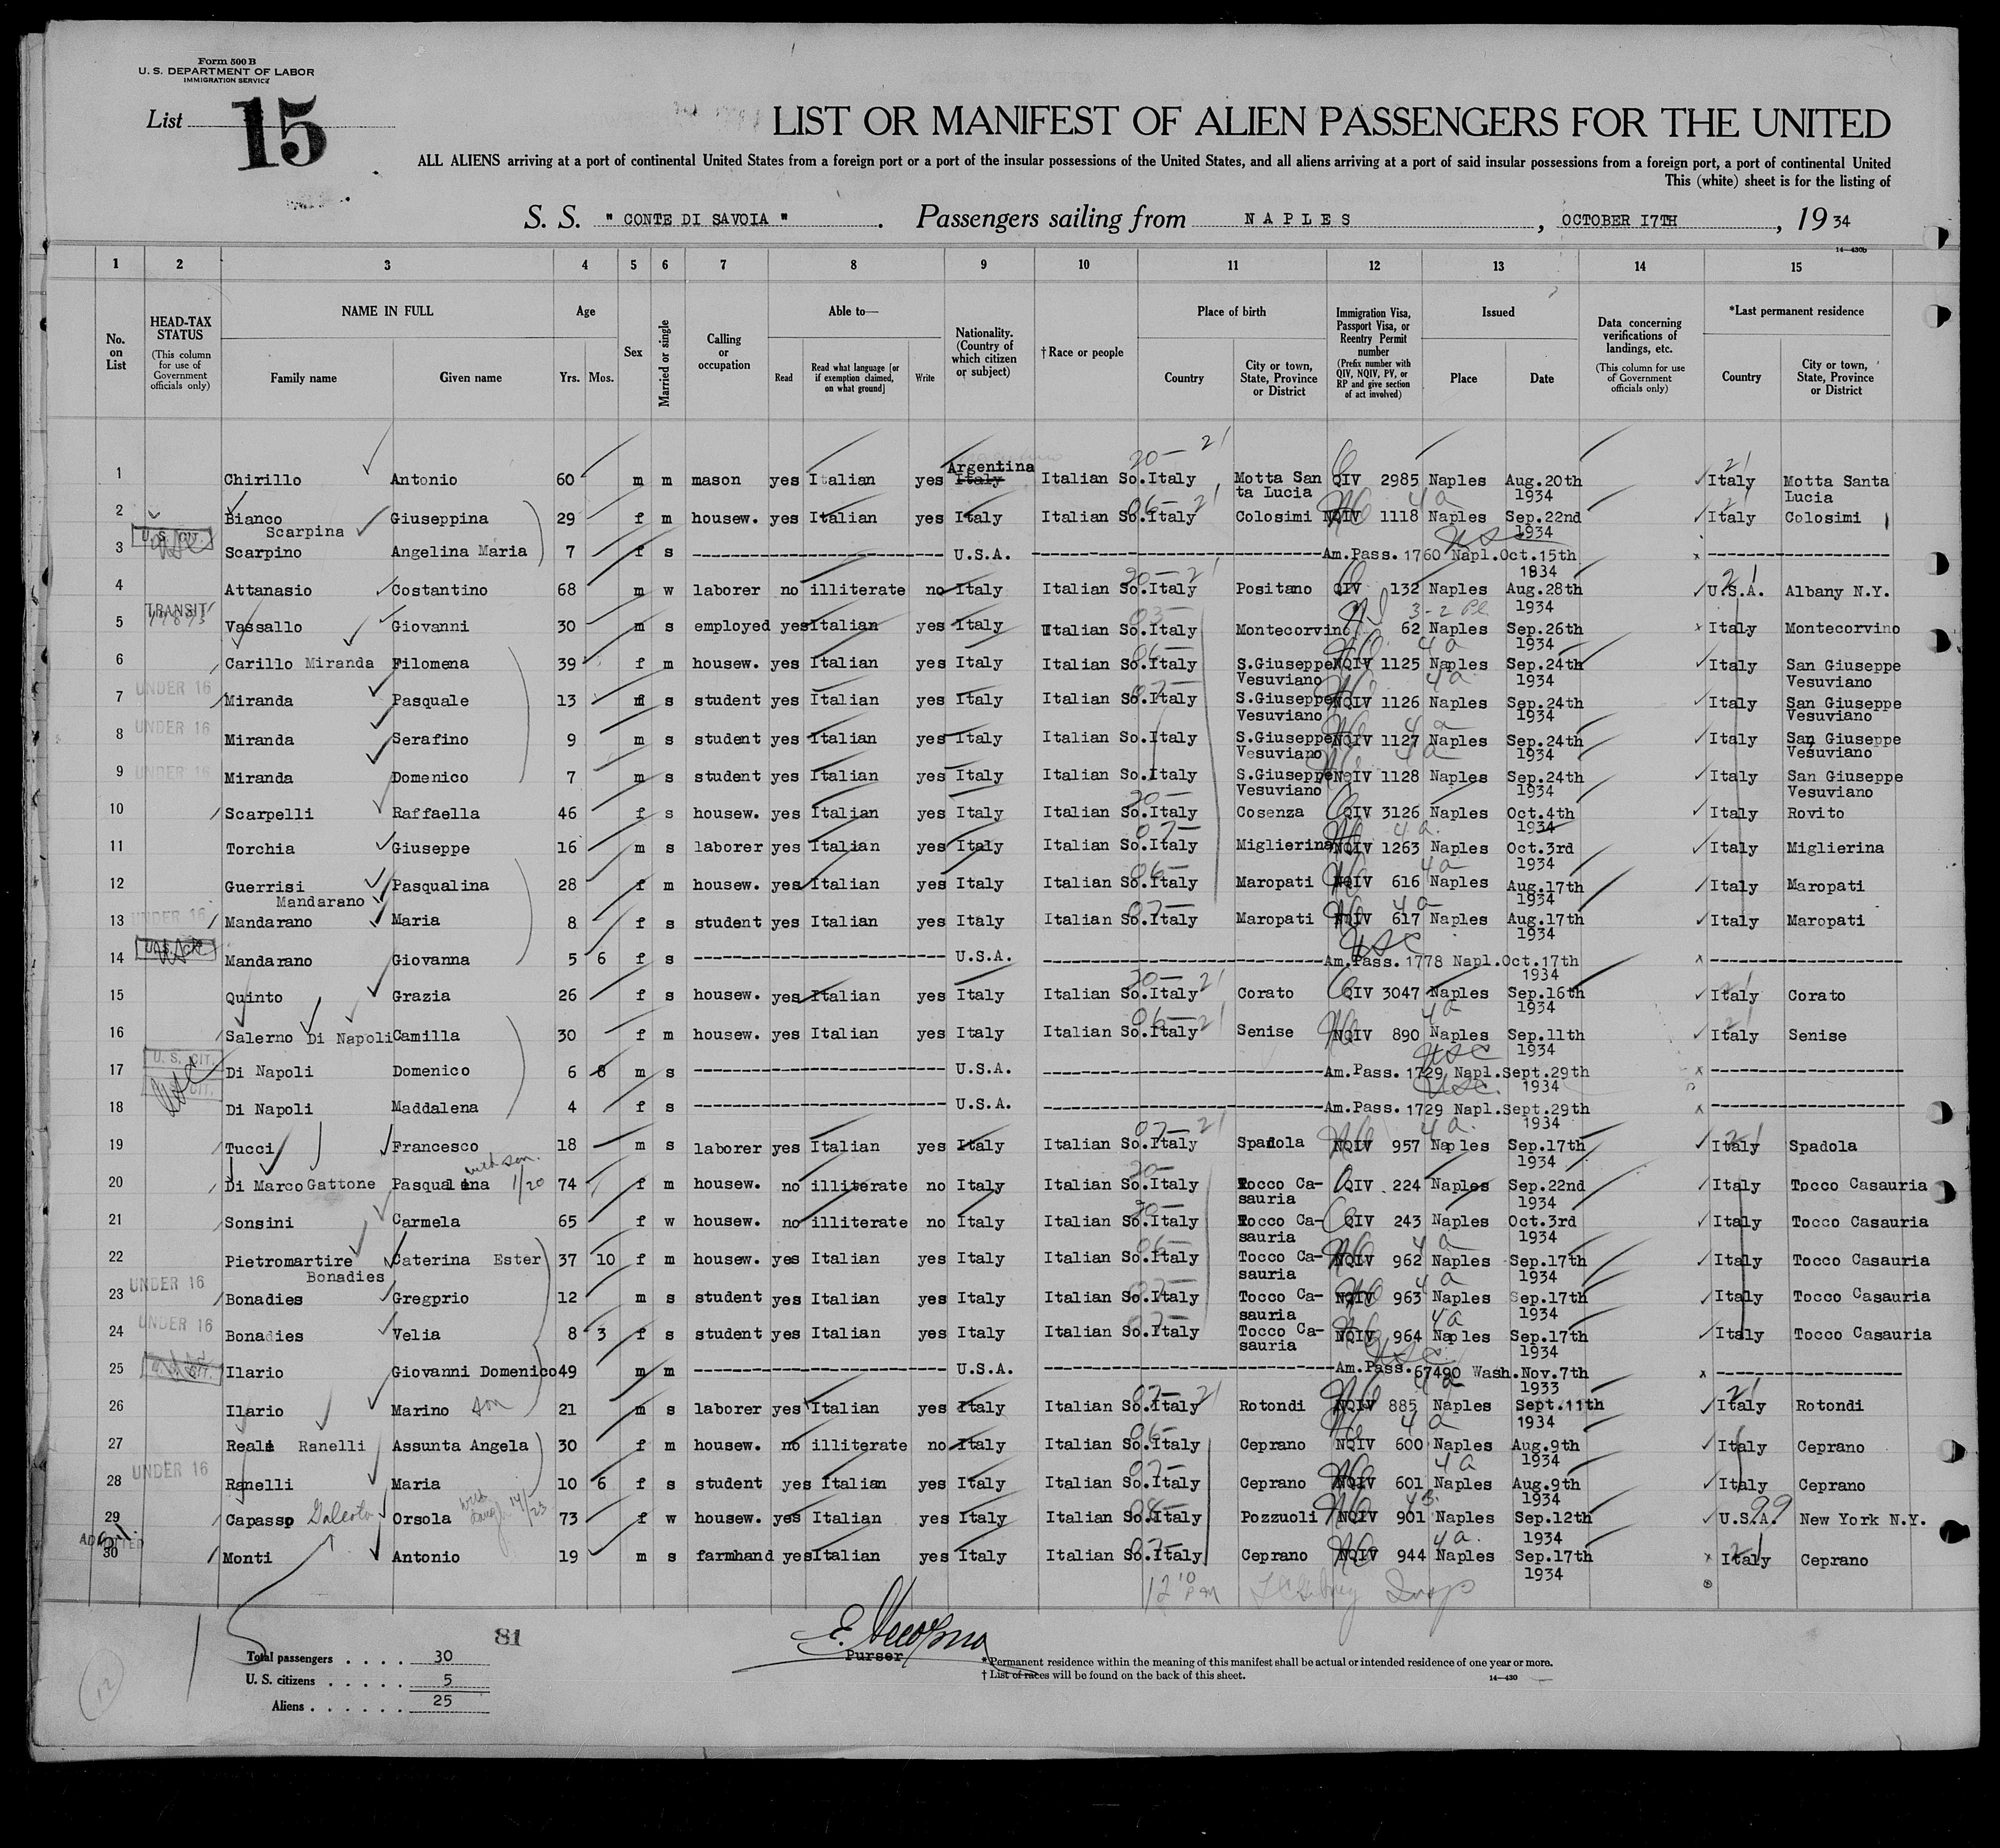 Form 500 B
U. S. DEPARTMENT OF LABOR
IMMIGRATION SERVICE
List 15
LIST OR MANIFEST OF ALIEN PASSENGERS FOR THE UNITED
ALL ALIENS arriving at a port of continental United States from a foreign port or a port of the insular possessions of the United States, and all aliens arriving at a port of said insular possessions from a foreign port, a port of continental United
This (white) sheet is for the listing of
S. S. " CONTE DI SAVOIA " . Passengers sailing from NAPLES , OCTOBER 17TH , 19 34
14—430b
1 2 3 4 5 6 7 8 9 10 11 12 13 14 15
No. on List
HEAD-TAX STATUS (This column for use of Government officials only)
NAME IN FULL Family name Given name
Age Yrs. Mos.
Sex
Married or single
Calling or occupation
Able to— Read Read what language [or if exemption claimed, on what ground] Write
Nationality. (Country of which citizen or subject)
†Race or people
Place of birth Country City or town, State, Province or District
Immigration Visa, Passport Visa, or Reentry Permit number (Prefix number with QIV, NQIV, PV, or RP and give section of act involved)
Issued Place Date
Data concerning verifications of landings, etc. (This column for use of Government officials only)
*Last permanent residence Country City or town, State, Province or District
1 Chirillo Antonio 60 m m mason yes Italian yes Argentina Italy Italian So. Italy Motta San ta Lucia QIV 2985 Naples Aug.20th 1934 Italy Motta Santa Lucia
2 Bianco Scarpina Giuseppina 29 f m housew. yes Italian yes Italy Italian So. Italy Colosimi NQIV 1118 Naples Sep.22nd 1934 Italy Colosimi
3 U.S. CIT. Scarpino Angelina Maria 7 f s ---- U.S.A. ---- Am.Pass. 1760 Napl. Oct.15th 1834 x ----
4 Attanasio Costantino 68 m w laborer no illiterate no Italy Italian So. Italy Positano QIV 132 Naples Aug.28th 1934 U.S.A. Albany N.Y.
5 TRANSIT Vassallo Giovanni 30 m s employed yes Italian yes Italy Italian So. Italy Montecorvino 62 Naples Sep.26th 1934 x Italy Montecorvino
6 Carillo Miranda Filomena 39 f m housew. yes Italian yes Italy Italian So. Italy S.Giuseppe Vesuviano NQIV 1125 Naples Sep.24th 1934 Italy San Giuseppe Vesuviano
7 UNDER 16 Miranda Pasquale 13 m s student yes Italian yes Italy Italian So. Italy S.Giuseppe Vesuviano NQIV 1126 Naples Sep.24th 1934 Italy San Giuseppe Vesuviano
8 UNDER 16 Miranda Serafino 9 m s student yes Italian yes Italy Italian So. Italy S.Giuseppe Vesuviano NQIV 1127 Naples Sep.24th 1934 Italy San Giuseppe Vesuviano
9 UNDER 16 Miranda Domenico 7 m s student yes Italian yes Italy Italian So. Italy S.Giuseppe Vesuviano NQIV 1128 Naples Sep.24th 1934 Italy San Giuseppe Vesuviano
10 Scarpelli Raffaella 46 f s housew. yes Italian yes Italy Italian So. Italy Cosenza QIV 3126 Naples Oct.4th 1934 Italy Rovito
11 Torchia Giuseppe 16 m s laborer yes Italian yes Italy Italian So. Italy Miglierina NQIV 1263 Naples Oct.3rd 1934 Italy Miglierina
12 Guerrisi Mandarano Pasqualina 28 f m housew. yes Italian yes Italy Italian So. Italy Maropati NQIV 616 Naples Aug.17th 1934 Italy Maropati
13 UNDER 16 Mandarano Maria 8 f s student yes Italian yes Italy Italian So. Italy Maropati NQIV 617 Naples Aug.17th 1934 Italy Maropati
14 Mandarano Giovanna 5 6 f s ---- U.S.A. ---- Am.Pass. 1778 Napl. Oct.17th 1934 x ----
15 Quinto Grazia 26 f s housew. yes Italian yes Italy Italian So. Italy Corato QIV 3047 Naples Sep.16th 1934 Italy Corato
16 Salerno Di Napoli Camilla 30 f m housew. yes Italian yes Italy Italian So. Italy Senise NQIV 890 Naples Sep.11th 1934 Italy Senise
17 U.S. CIT. Di Napoli Domenico 6 8 m s ---- U.S.A. ---- Am.Pass. 1729 Napl. Sept.29th 1934 x ----
18 Di Napoli Maddalena 4 f s ---- U.S.A. ---- Am.Pass. 1729 Napl. Sept.29th 1934 x ----
19 Tucci Francesco 18 m s laborer yes Italian yes Italy Italian So. Italy Spadola NQIV 957 Naples Sep.17th 1934 Italy Spadola
20 Di Marco Gattone Pasqualina with son. 1/20 74 f m housew. no illiterate no Italy Italian So. Italy Tocco Ca-sauria QIV 224 Naples Sep.22nd 1934 Italy Tocco Casauria
21 Sonsini Carmela 65 f w housew. no illiterate no Italy Italian So. Italy Tocco Ca-sauria QIV 243 Naples Oct.3rd 1934 Italy Tocco Casauria
22 Pietromartire Bonadies Caterina Ester 37 10 f m housew. yes Italian yes Italy Italian So. Italy Tocco Ca-sauria NQIV 962 Naples Sep.17th 1934 Italy Tocco Casauria
23 UNDER 16 Bonadies Gregprio 12 m s student yes Italian yes Italy Italian So. Italy Tocco Ca-sauria NQIV 963 Naples Sep.17th 1934 Italy Tocco Casauria
24 UNDER 16 Bonadies Velia 8 3 f s student yes Italian yes Italy Italian So. Italy Tocco Ca-sauria NQIV 964 Naples Sep.17th 1934 Italy Tocco Casauria
25 Ilario Giovanni Domenico 49 m m ---- U.S.A. ---- Am.Pass. 67490 Wash. Nov.7th 1933 x ----
26 Ilario Marino son 21 m s laborer yes Italian yes Italy Italian So. Italy Rotondi NQIV 885 Naples Sept.11th 1934 Italy Rotondi
27 Reale Ranelli Assunta Angela 30 f m housew. no illiterate no Italy Italian So. Italy Ceprano NQIV 600 Naples Aug.9th 1934 Italy Ceprano
28 UNDER 16 Ranelli Maria 10 6 f s student yes Italian yes Italy Italian So. Italy Ceprano NQIV 601 Naples Aug.9th 1934 Italy Ceprano
29 Capasso Orsola 73 f w housew. yes Italian yes Italy Italian So. Italy Pozzuoli NQIV 901 Naples Sep.12th 1934 U.S.A. New York N.Y.
30 ADMITTED Monti Antonio 19 m s farmhand yes Italian yes Italy Italian So. Italy Ceprano NQIV 944 Naples Sep.17th 1934 x Italy Ceprano
12 10 PM
81
Purser
Total passengers . . . . 30
U. S. citizens . . . . . 5
Aliens . . . . . . 25
*Permanent residence within the meaning of this manifest shall be actual or intended residence of one year or more.
† List of races will be found on the back of this sheet.
14—430
12